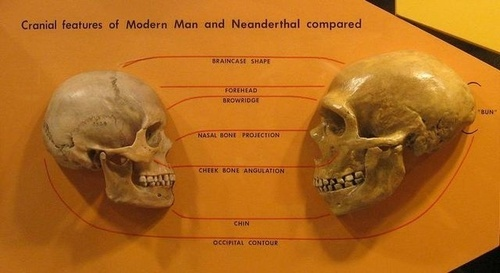 Cranial features of Modern Man and Neanderthal compared
BRAINCASE SHAPE
FOREHEAD
BROWRIDGE
"BUN"
NASAL BONE PROJECTION
CHEEK BONE ANGULATION
CHIN
OCCIPITAL CONTOUR